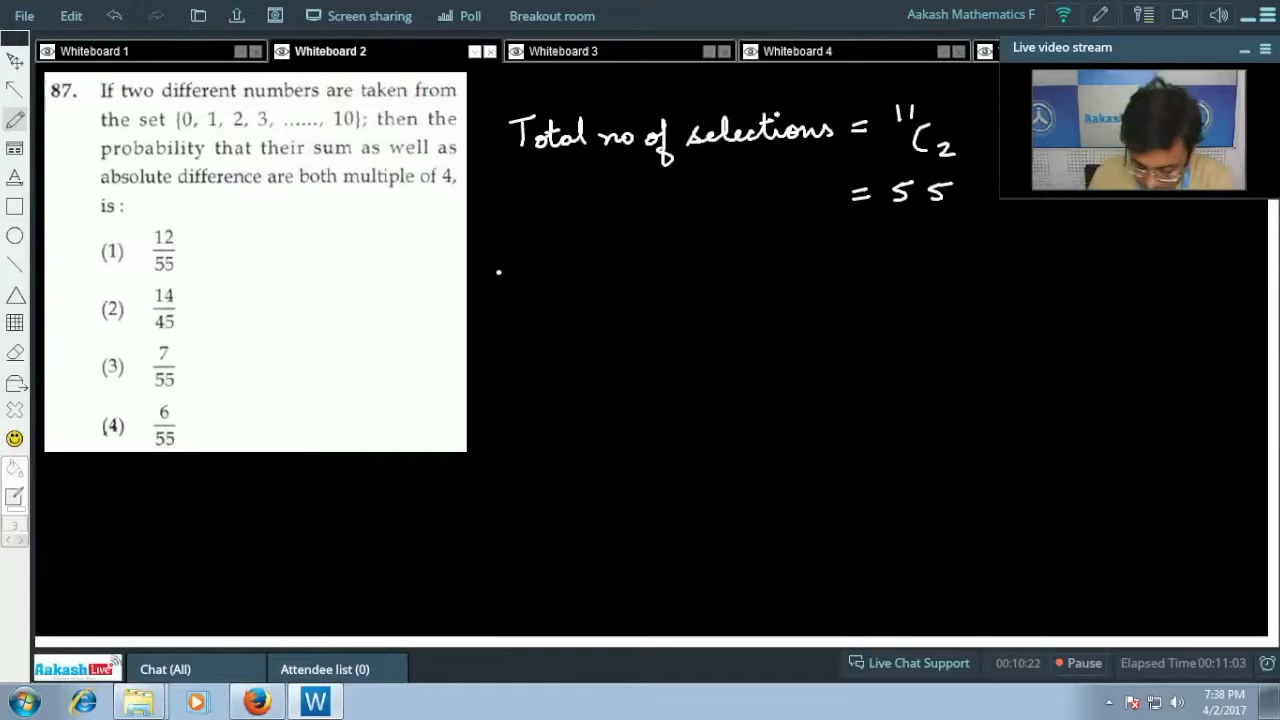 File Edit Screen sharing Poll Breakout room Aakash Mathematics F
Whiteboard 1 Whiteboard 2 Whiteboard 3 Whiteboard 4
Live video stream
87. If two different numbers are taken from
the set {0, 1, 2, 3, ......, 10}; then the
probability that their sum as well as
absolute difference are both multiple of 4,
is :
(1) 12/55
(2) 14/45
(3) 7/55
(4) 6/55
Total no of selections = ¹¹C₂
= 55
Aakash Live Chat (All) Attendee list (0) Live Chat Support 00:10:22 Pause Elapsed Time 00:11:03
7:38 PM
4/2/2017